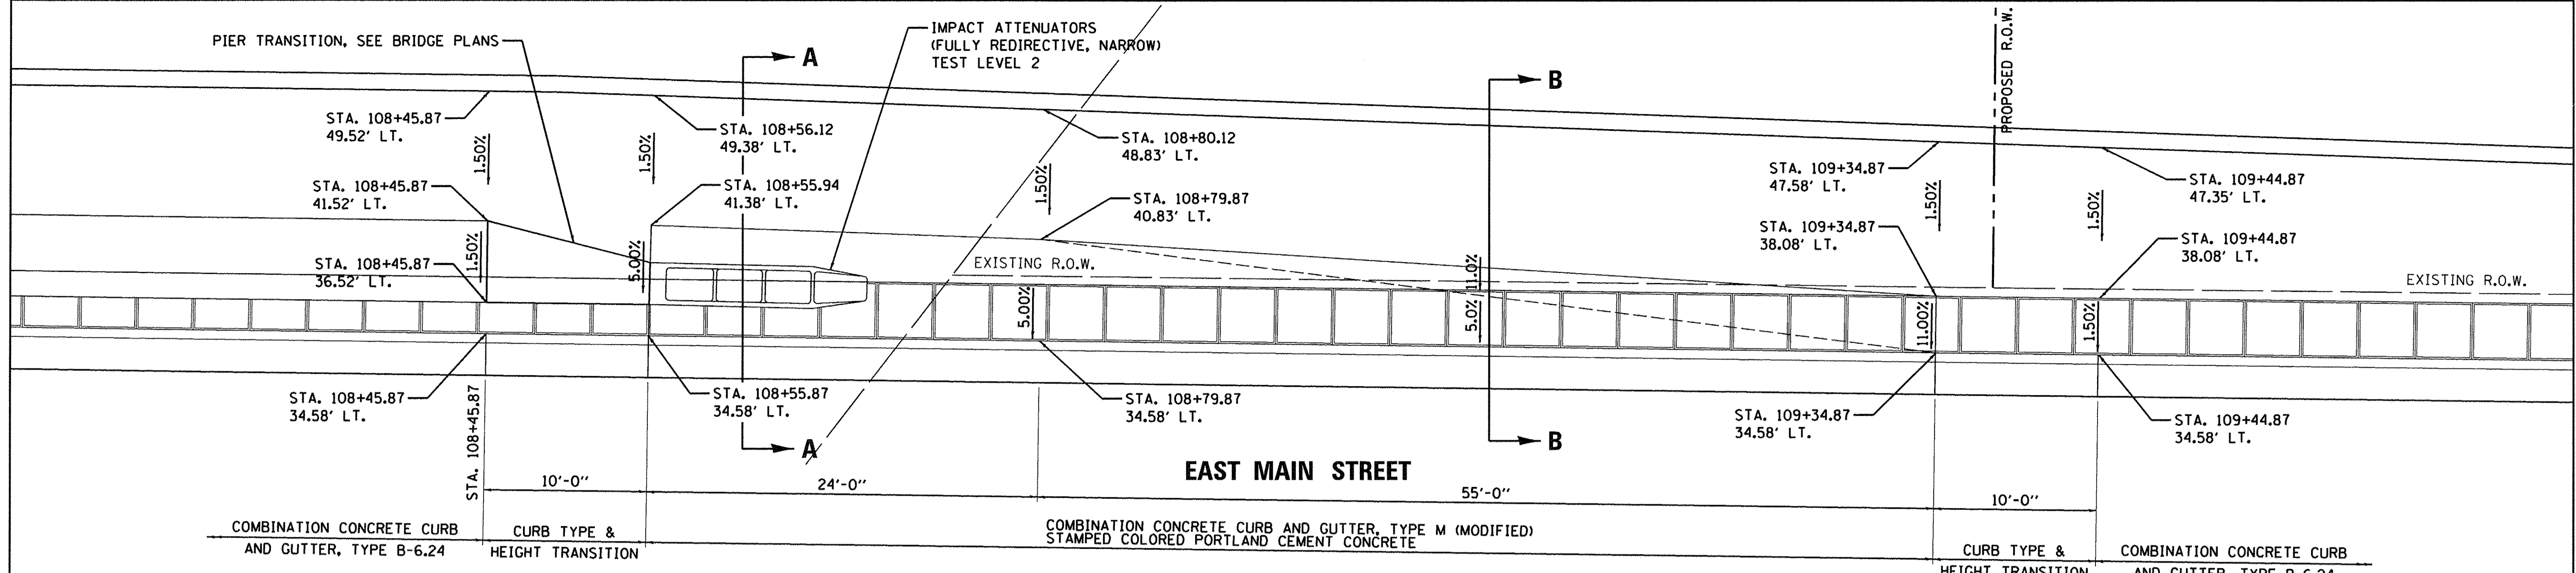 PIER TRANSITION, SEE BRIDGE PLANS
IMPACT ATTENUATORS
(FULLY REDIRECTIVE, NARROW)
TEST LEVEL 2
A
B
PROPOSED R.O.W.
STA. 108+45.87
49.52' LT.
1.50%
1.50%
STA. 108+56.12
49.38' LT.
STA. 108+80.12
48.83' LT.
1.50%
STA. 109+34.87
47.58' LT.
1.50%
STA. 109+44.87
47.35' LT.
1.50%
STA. 108+45.87
41.52' LT.
STA. 108+55.94
41.38' LT.
STA. 108+79.87
40.83' LT.
STA. 109+34.87
38.08' LT.
STA. 109+44.87
38.08' LT.
STA. 108+45.87
36.52' LT.
1.50%
5.00%
EXISTING R.O.W.
11.0%
EXISTING R.O.W.
5.00%
5.0%
11.00%
1.50%
STA. 108+45.87
34.58' LT.
STA. 108+45.87
STA. 108+55.87
34.58' LT.
STA. 108+79.87
34.58' LT.
STA. 109+34.87
34.58' LT.
STA. 109+44.87
34.58' LT.
A
B
EAST MAIN STREET
10'-0"
24'-0"
55'-0"
10'-0"
COMBINATION CONCRETE CURB
AND GUTTER, TYPE B-6.24
CURB TYPE &
HEIGHT TRANSITION
COMBINATION CONCRETE CURB AND GUTTER, TYPE M (MODIFIED)
STAMPED COLORED PORTLAND CEMENT CONCRETE
CURB TYPE &
HEIGHT TRANSITION
COMBINATION CONCRETE CURB
AND GUTTER, TYPE B-6.24